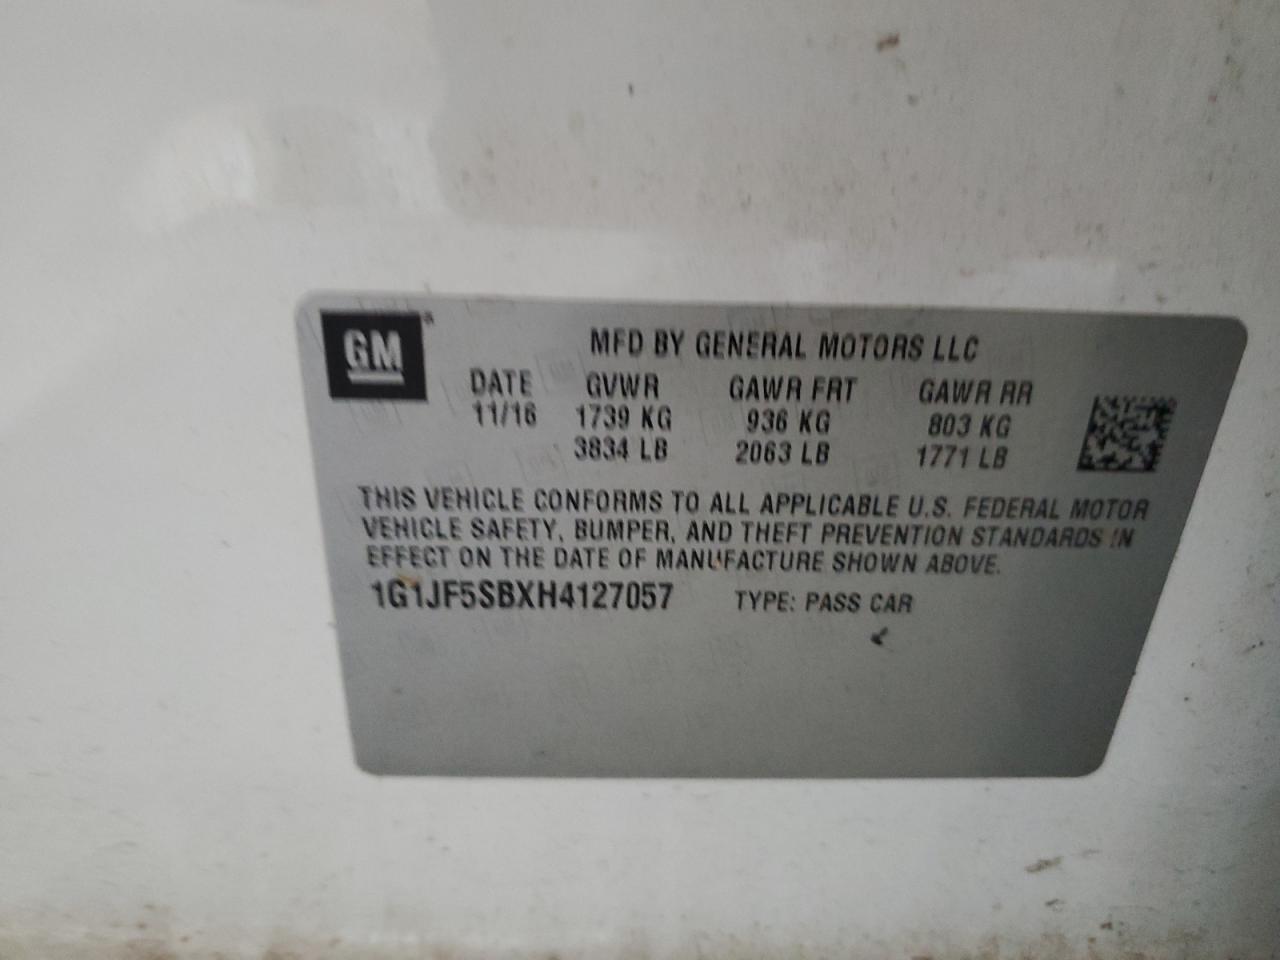 GM
MFD BY GENERAL MOTORS LLC
DATE GVWR GAWR FRT GAWR RR
11/16 1739 KG 936 KG 803 KG
3834 LB 2063 LB 1771 LB
THIS VEHICLE CONFORMS TO ALL APPLICABLE U.S. FEDERAL MOTOR
VEHICLE SAFETY, BUMPER, AND THEFT PREVENTION STANDARDS IN
EFFECT ON THE DATE OF MANUFACTURE SHOWN ABOVE.
1G1JF5SBXH4127057 TYPE: PASS CAR